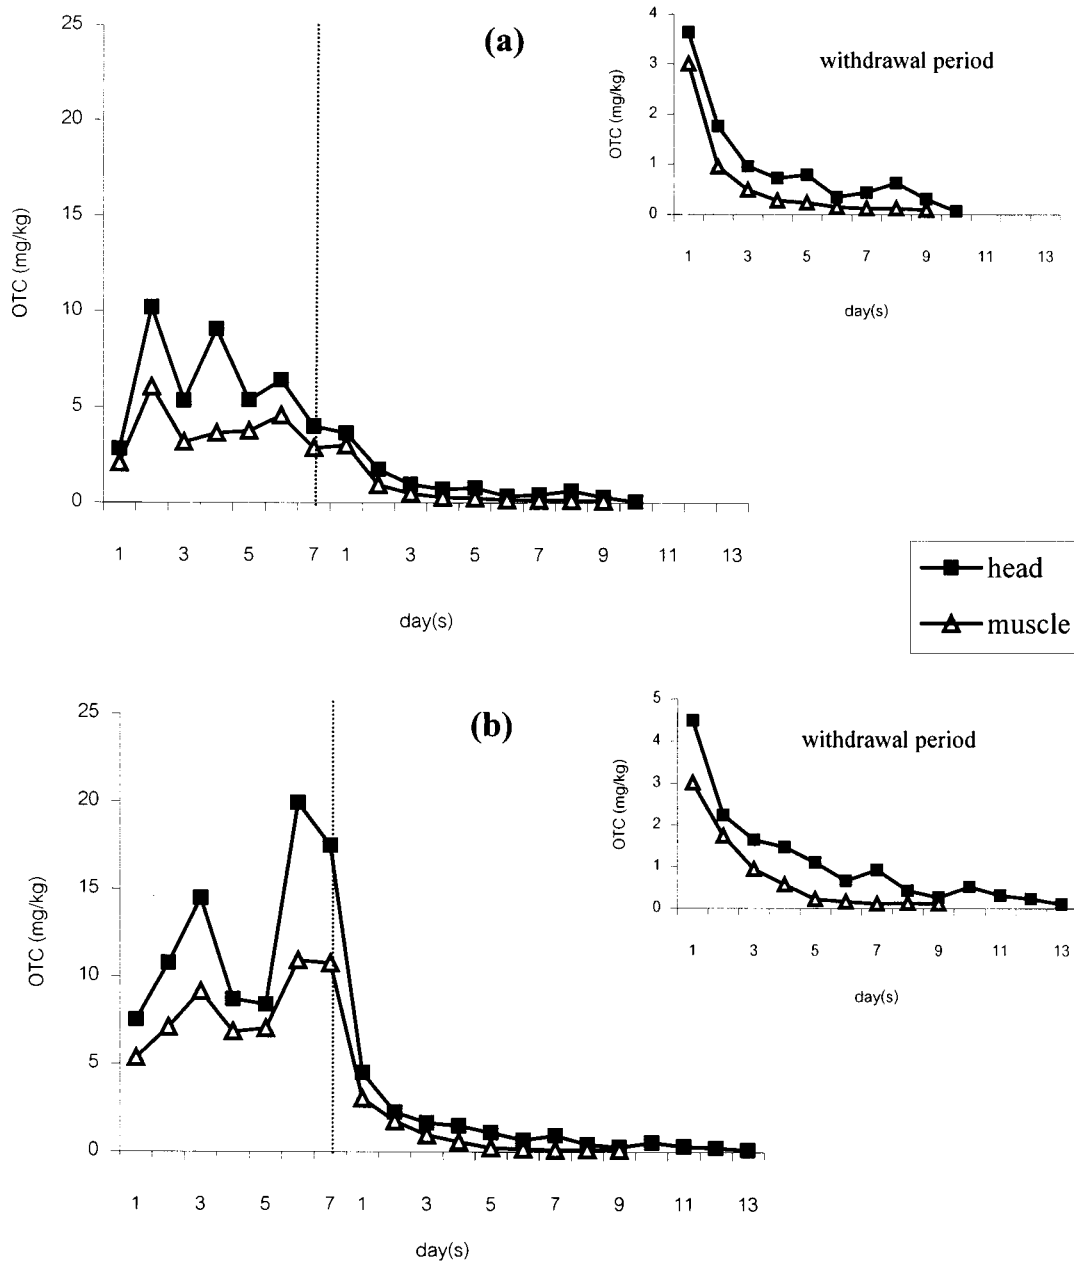 (a)
25
20
15
10
5
0
OTC (mg/kg)
1 3 5 7 1 3 5 7 9 11 13
day(s)
withdrawal period
4
3
2
1
0
OTC (mg/kg)
1 3 5 7 9 11 13
day(s)
head
muscle
(b)
25
20
15
10
5
0
OTC (mg/kg)
1 3 5 7 1 3 5 7 9 11 13
day(s)
withdrawal period
5
4
3
2
1
0
OTC (mg/kg)
1 3 5 7 9 11 13
day(s)